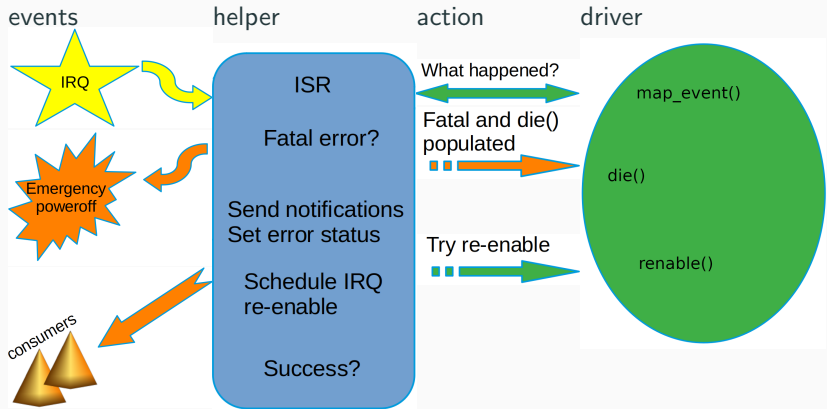 events
helper
action
driver
IRQ
Emergency
poweroff
consumers
ISR
Fatal error?
Send notifications
Set error status
Schedule IRQ
re-enable
Success?
What happened?
Fatal and die()
populated
Try re-enable
map_event()
die()
renable()